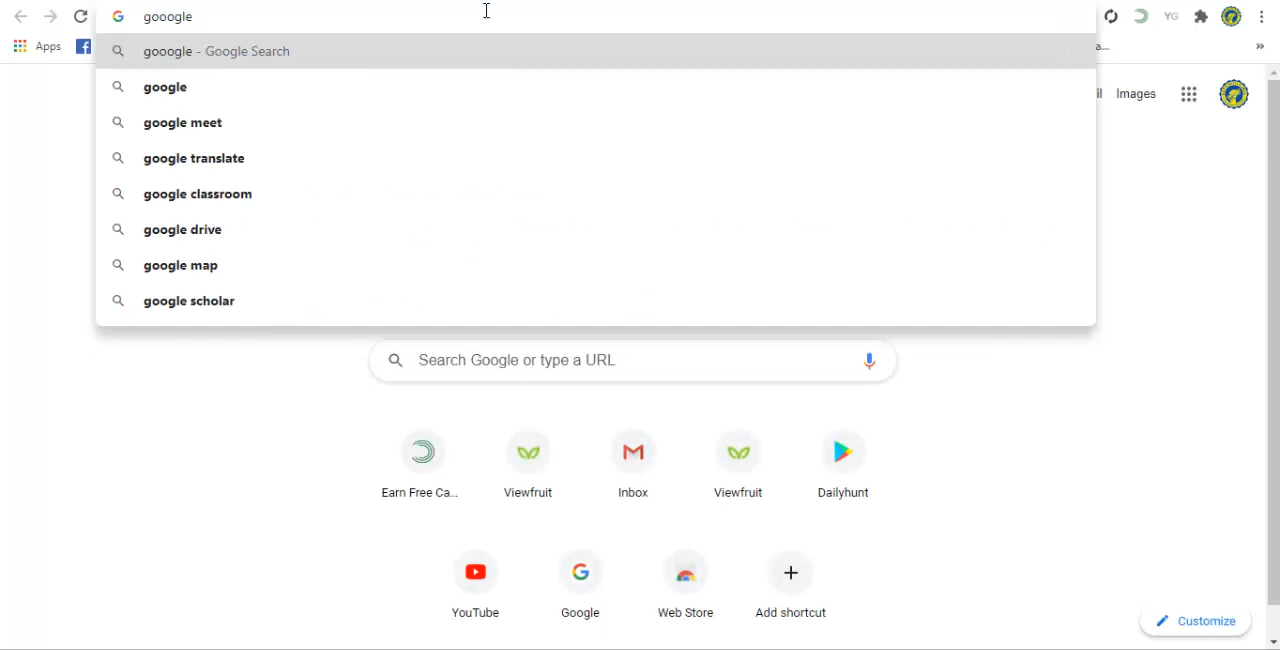 gooogle
YG
Apps
gooogle - Google Search
a...
»
google
il Images
google meet
google translate
google classroom
google drive
google map
google scholar
Search Google or type a URL
Earn Free Ca... Viewfruit Inbox Viewfruit Dailyhunt
YouTube Google Web Store Add shortcut
Customize